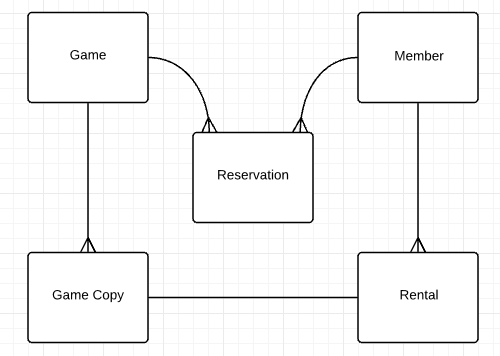 Game
Member
Reservation
Game Copy
Rental